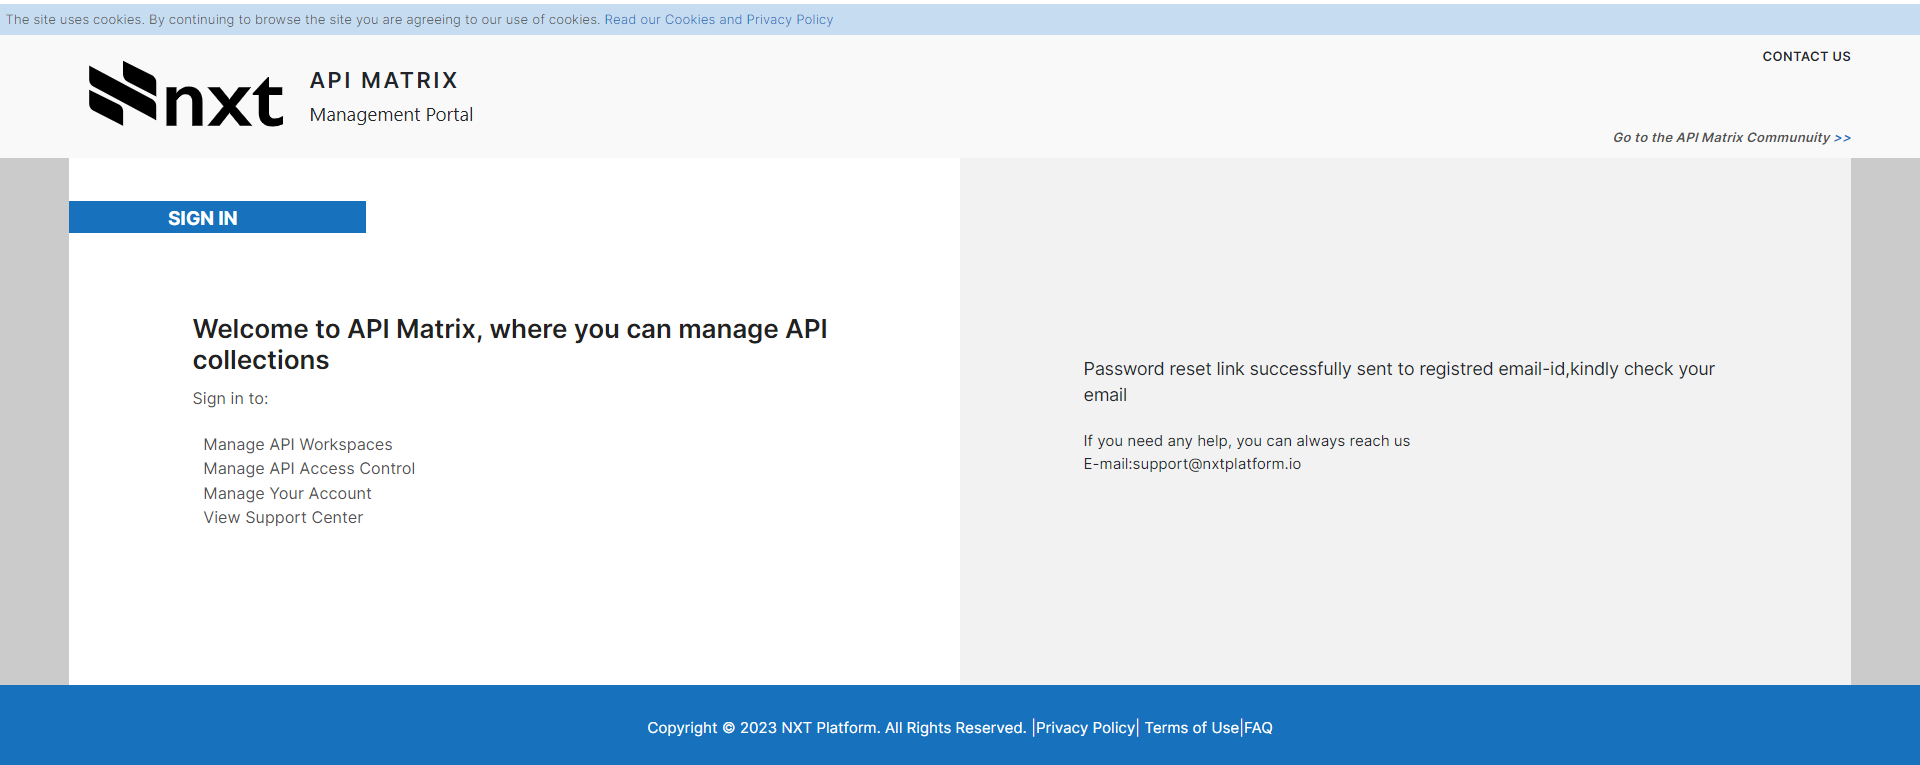 The site uses cookies. By continuing to browse the site you are agreeing to our use of cookies. Read our Cookies and Privacy Policy
CONTACT US
nxt
API MATRIX
Management Portal
Go to the API Matrix Communuity >>
SIGN IN
Welcome to API Matrix, where you can manage API
collections
Sign in to:
Manage API Workspaces
Manage API Access Control
Manage Your Account
View Support Center
Password reset link successfully sent to registred email-id,kindly check your
email
If you need any help, you can always reach us
E-mail:support@nxtplatform.io
Copyright © 2023 NXT Platform. All Rights Reserved. |Privacy Policy| Terms of Use|FAQ